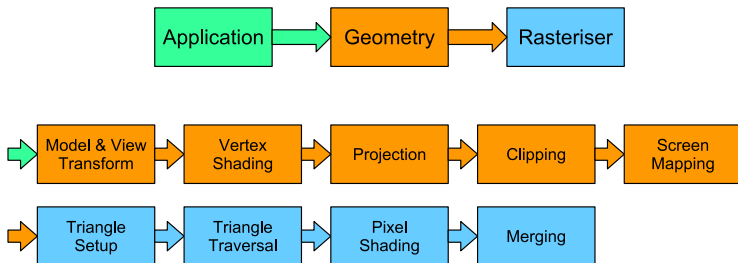 Application
Geometry
Rasteriser
Model & View
Transform
Vertex
Shading
Projection
Clipping
Screen
Mapping
Triangle
Setup
Triangle
Traversal
Pixel
Shading
Merging